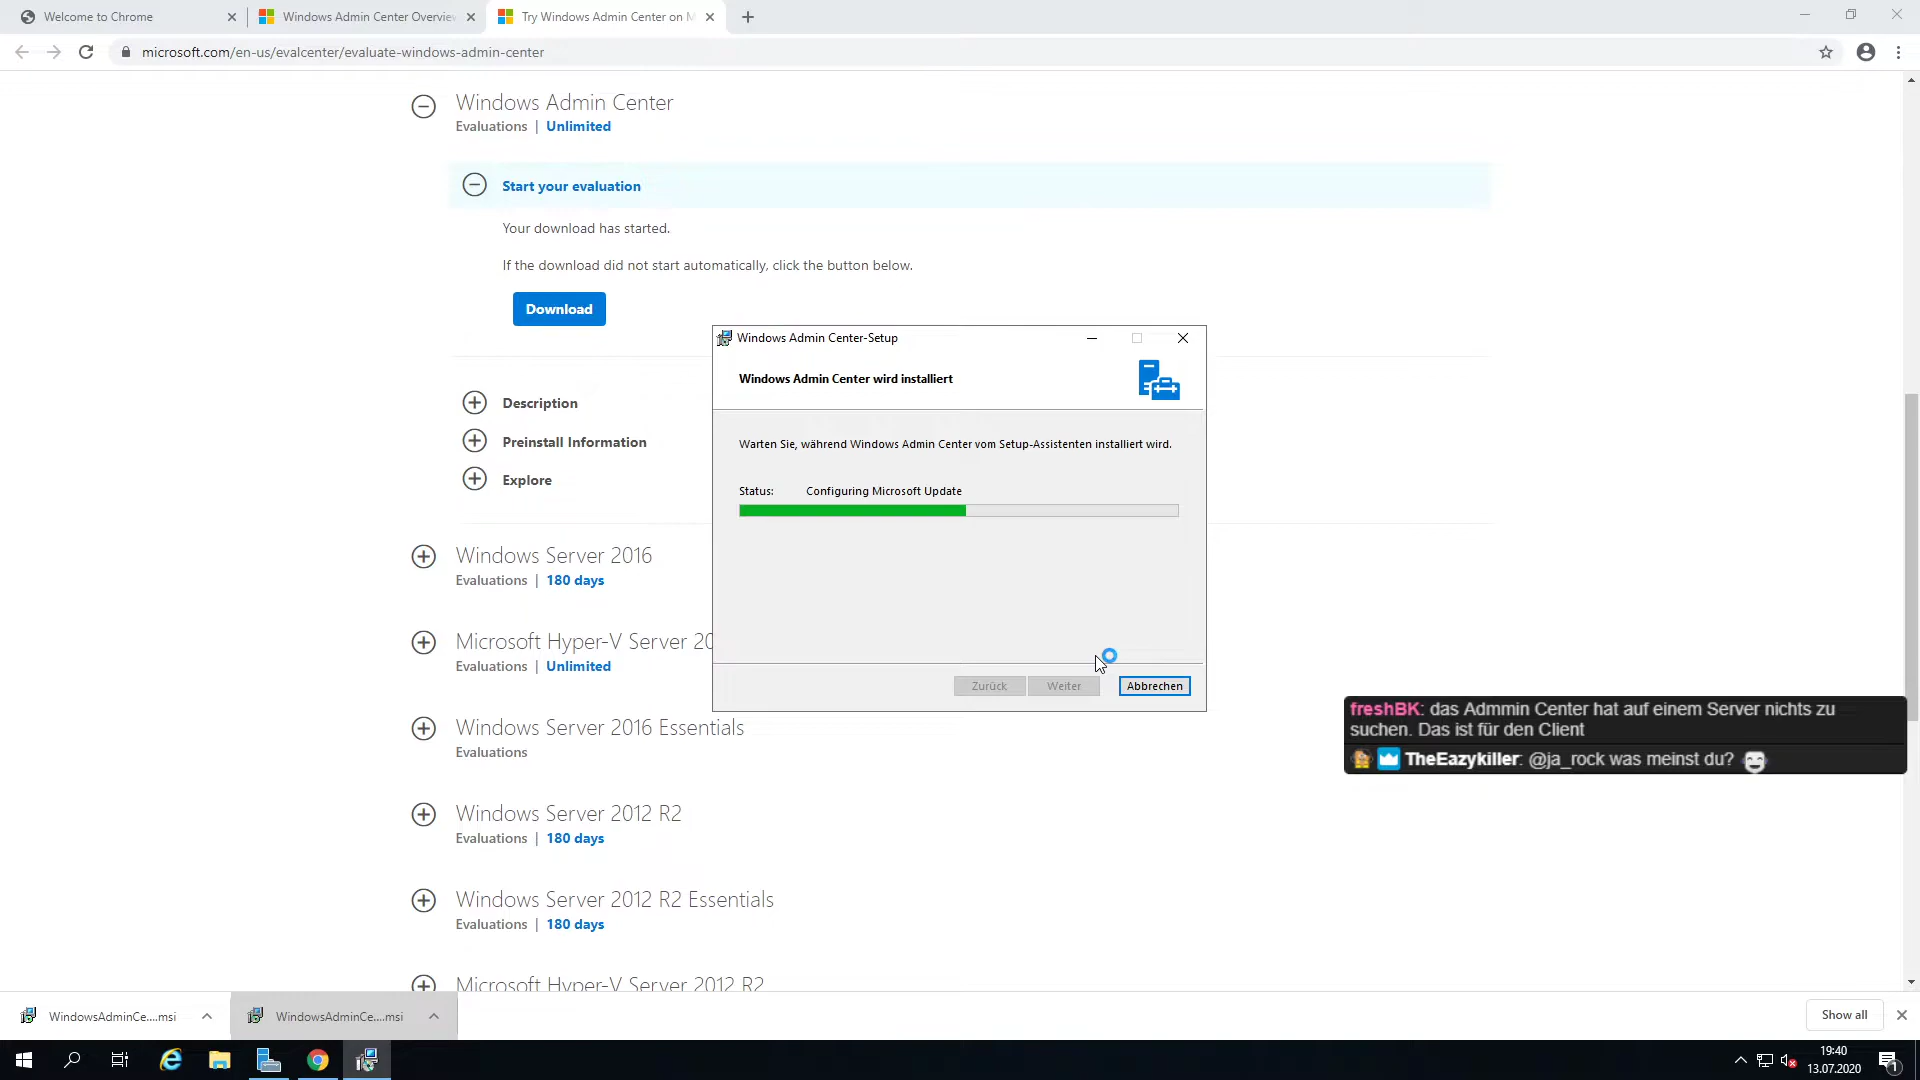 Welcome to Chrome
Windows Admin Center Overview
Try Windows Admin Center on M
microsoft.com/en-us/evalcenter/evaluate-windows-admin-center
Windows Admin Center
Evaluations | Unlimited
Start your evaluation
Your download has started.
If the download did not start automatically, click the button below.
Download
Description
Preinstall Information
Explore
Windows Server 2016
Evaluations | 180 days
Microsoft Hyper-V Server 20
Evaluations | Unlimited
Windows Server 2016 Essentials
Evaluations
Windows Server 2012 R2
Evaluations | 180 days
Windows Server 2012 R2 Essentials
Evaluations | 180 days
Microsoft Hyper-V Server 2012 R2
Windows Admin Center-Setup
Windows Admin Center wird installiert
Warten Sie, während Windows Admin Center vom Setup-Assistenten installiert wird.
Status: Configuring Microsoft Update
Zurück
Weiter
Abbrechen
freshBK: das Admmin Center hat auf einem Server nichts zu
suchen. Das ist für den Client
TheEazykiller: @ja_rock was meinst du?
WindowsAdminCe....msi
WindowsAdminCe....msi
Show all
19:40
13.07.2020
1